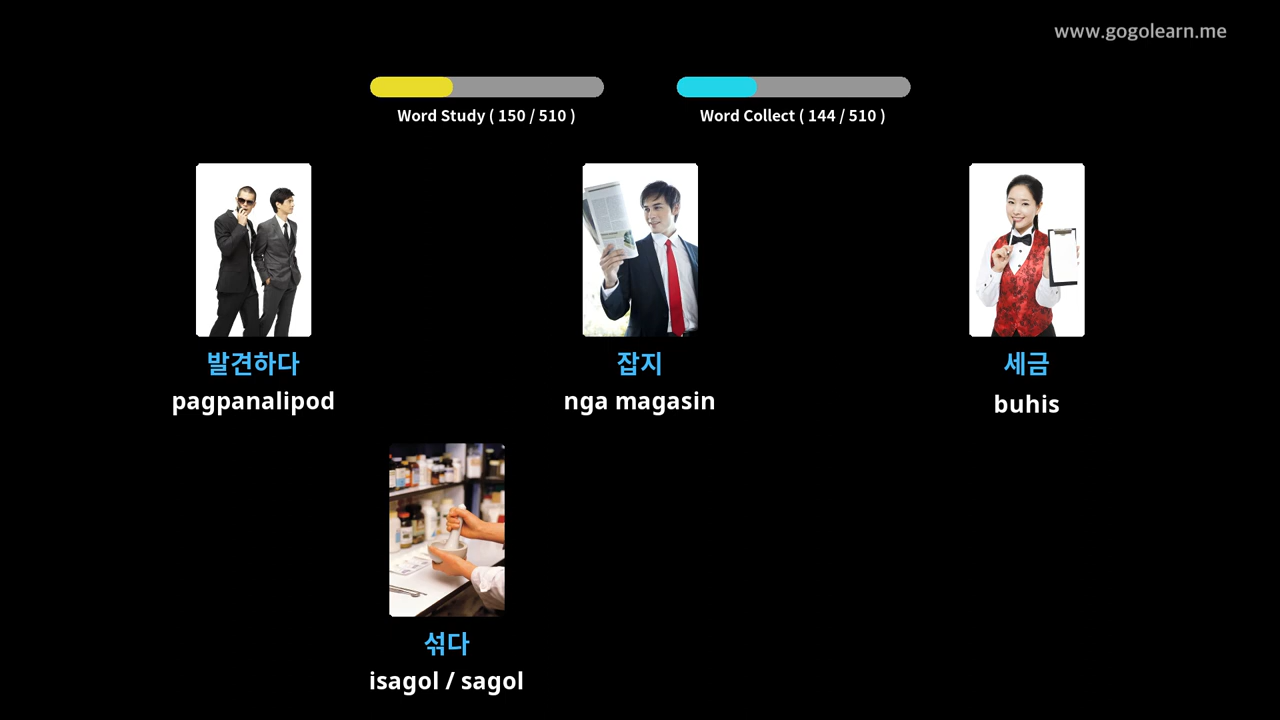 www.gogolearn.me
Word Study ( 150 / 510 )
Word Collect ( 144 / 510 )
발견하다
pagpanalipod
잡지
nga magasin
세금
buhis
섞다
isagol / sagol